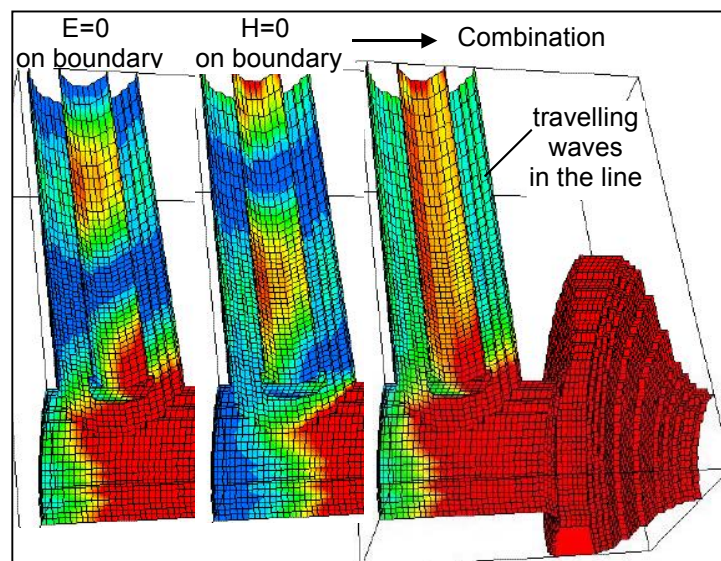 E=0
on boundary
H=0
on boundary
Combination
travelling
waves
in the line